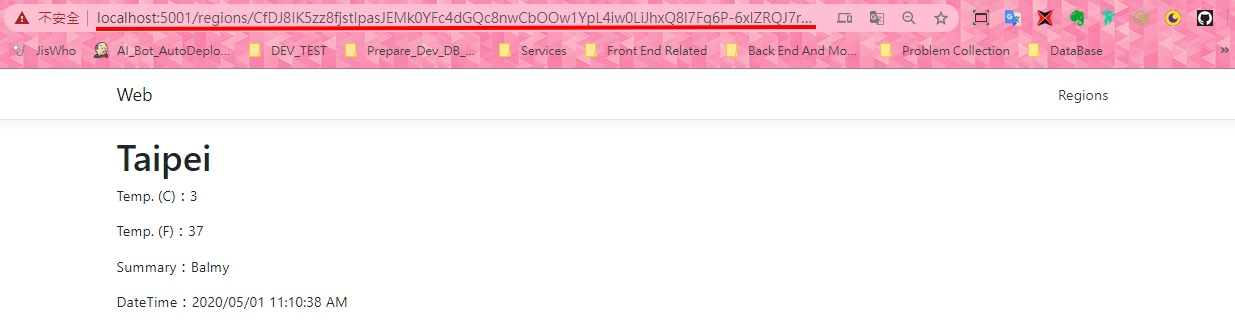 不安全 localhost:5001/regions/CfDJ8IK5zz8fjstIpasJEMk0YFc4dGQc8nwCbOOw1YpL4iw0LiJhxQ8I7Fq6P-6xIZRQJ7r...
JisWho AI_Bot_AutoDeplo... DEV_TEST Prepare_Dev_DB_... Services Front End Related Back End And Mo... Problem Collection DataBase »
Web Regions
Taipei
Temp. (C)：3
Temp. (F)：37
Summary：Balmy
DateTime：2020/05/01 11:10:38 AM